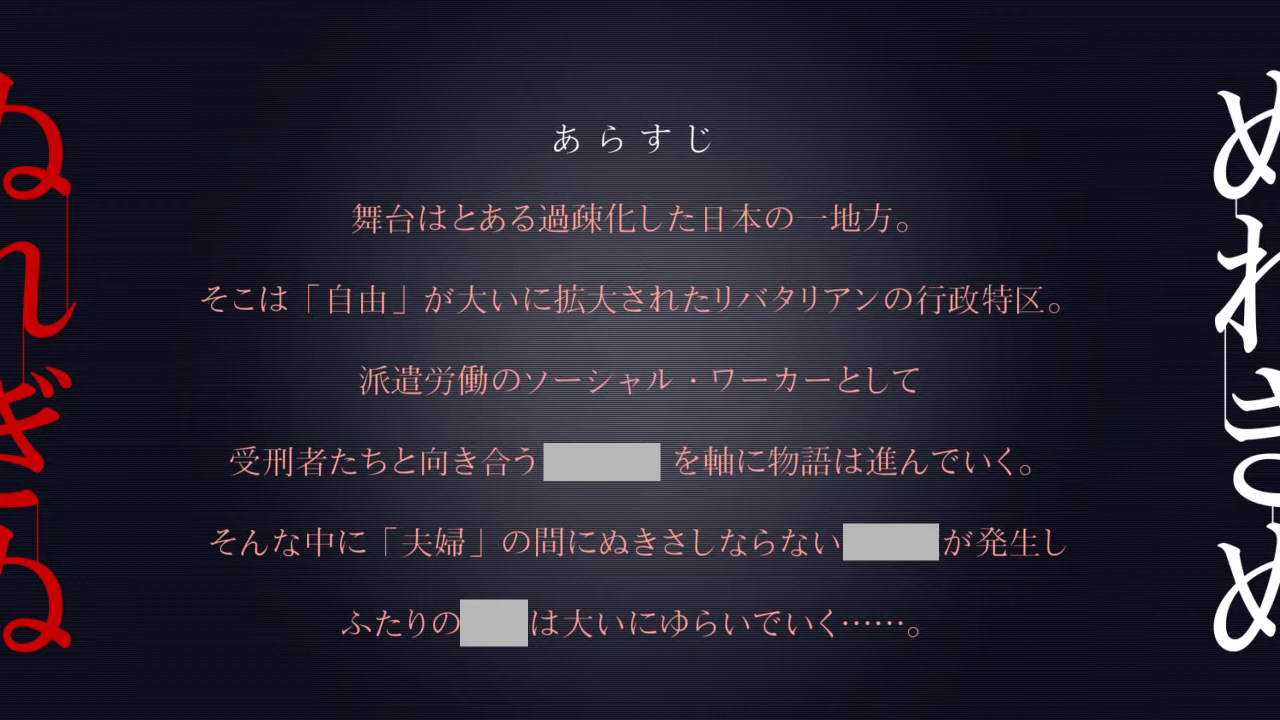 あらすじ
舞台はとある過疎化した日本の一地方。
そこは「自由」が大いに拡大されたリバタリアンの行政特区。
派遣労働のソーシャル・ワーカーとして
受刑者たちと向き合う を軸に物語は進んでいく。
そんな中に「夫婦」の間にぬきさしならない が発生し
ふたりの は大いにゆらいでいく……。
ぬれぎぬ
ぬれぎぬ